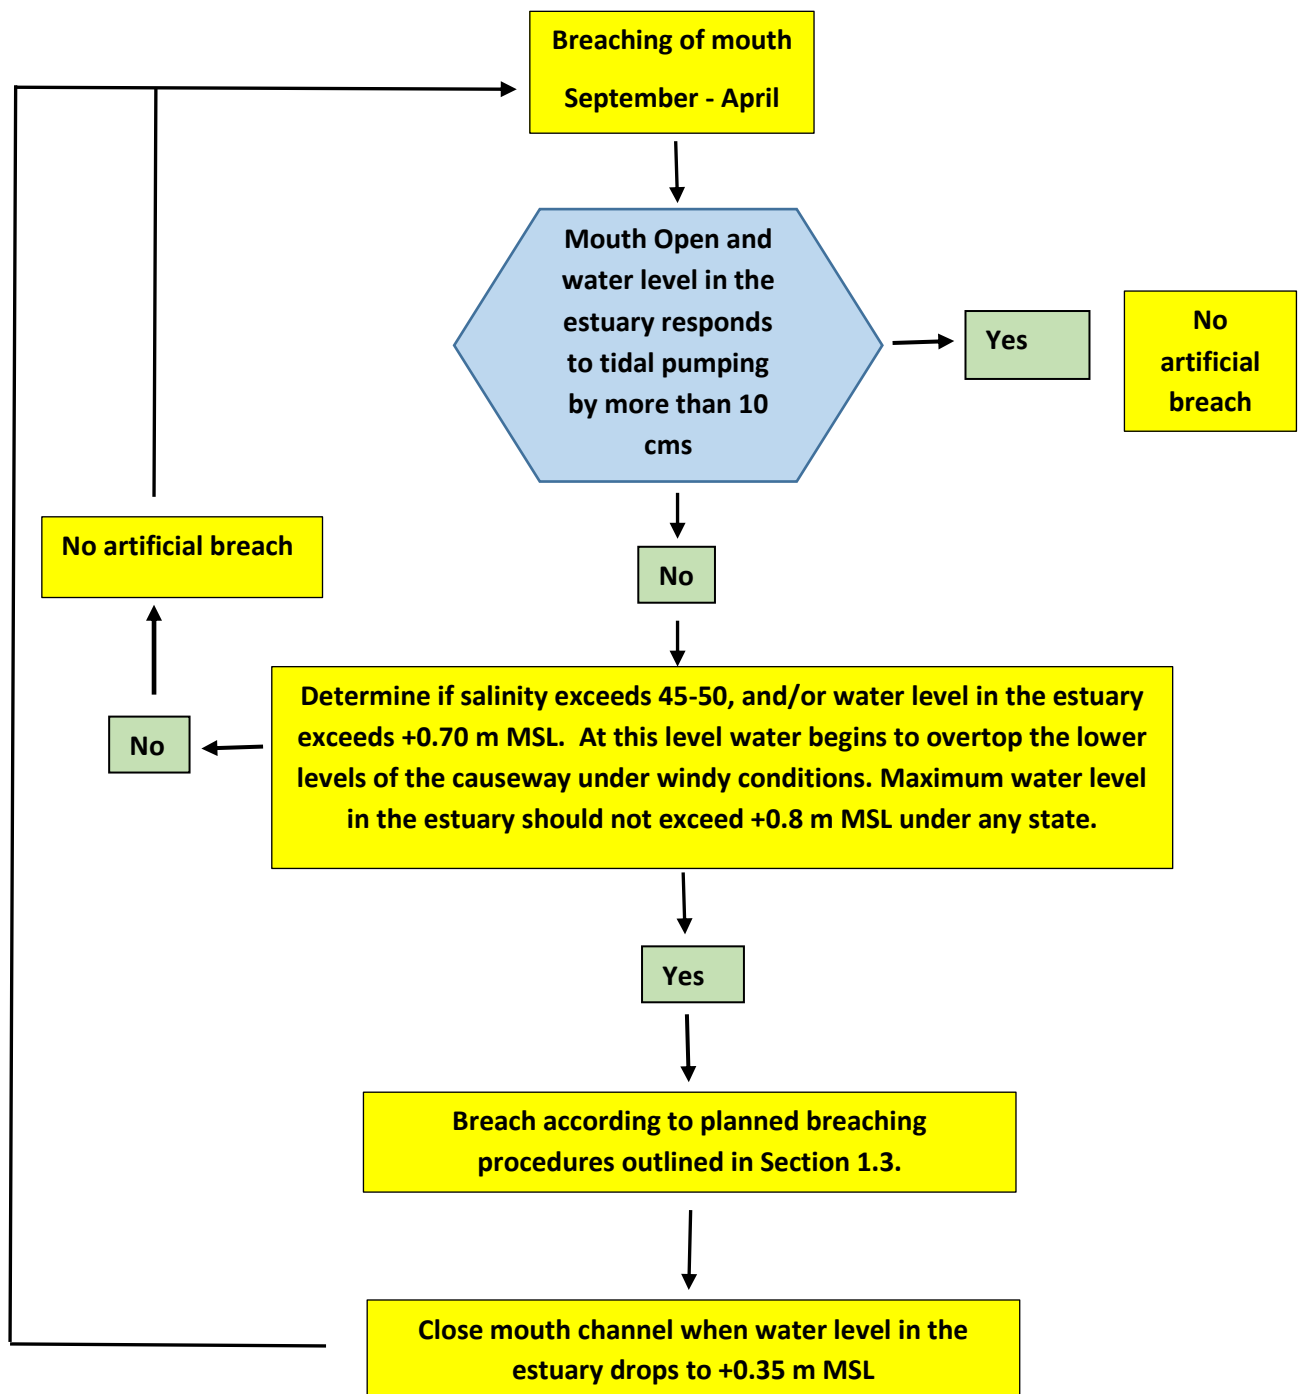 Breaching of mouth
September - April
Mouth Open and
water level in the
estuary responds
to tidal pumping
by more than 10
cms
Yes
No
artificial
breach
No artificial breach
No
Determine if salinity exceeds 45-50, and/or water level in the estuary
exceeds +0.70 m MSL.  At this level water begins to overtop the lower
levels of the causeway under windy conditions. Maximum water level
in the estuary should not exceed +0.8 m MSL under any state.
No
Yes
Breach according to planned breaching
procedures outlined in Section 1.3.
Close mouth channel when water level in the
estuary drops to +0.35 m MSL